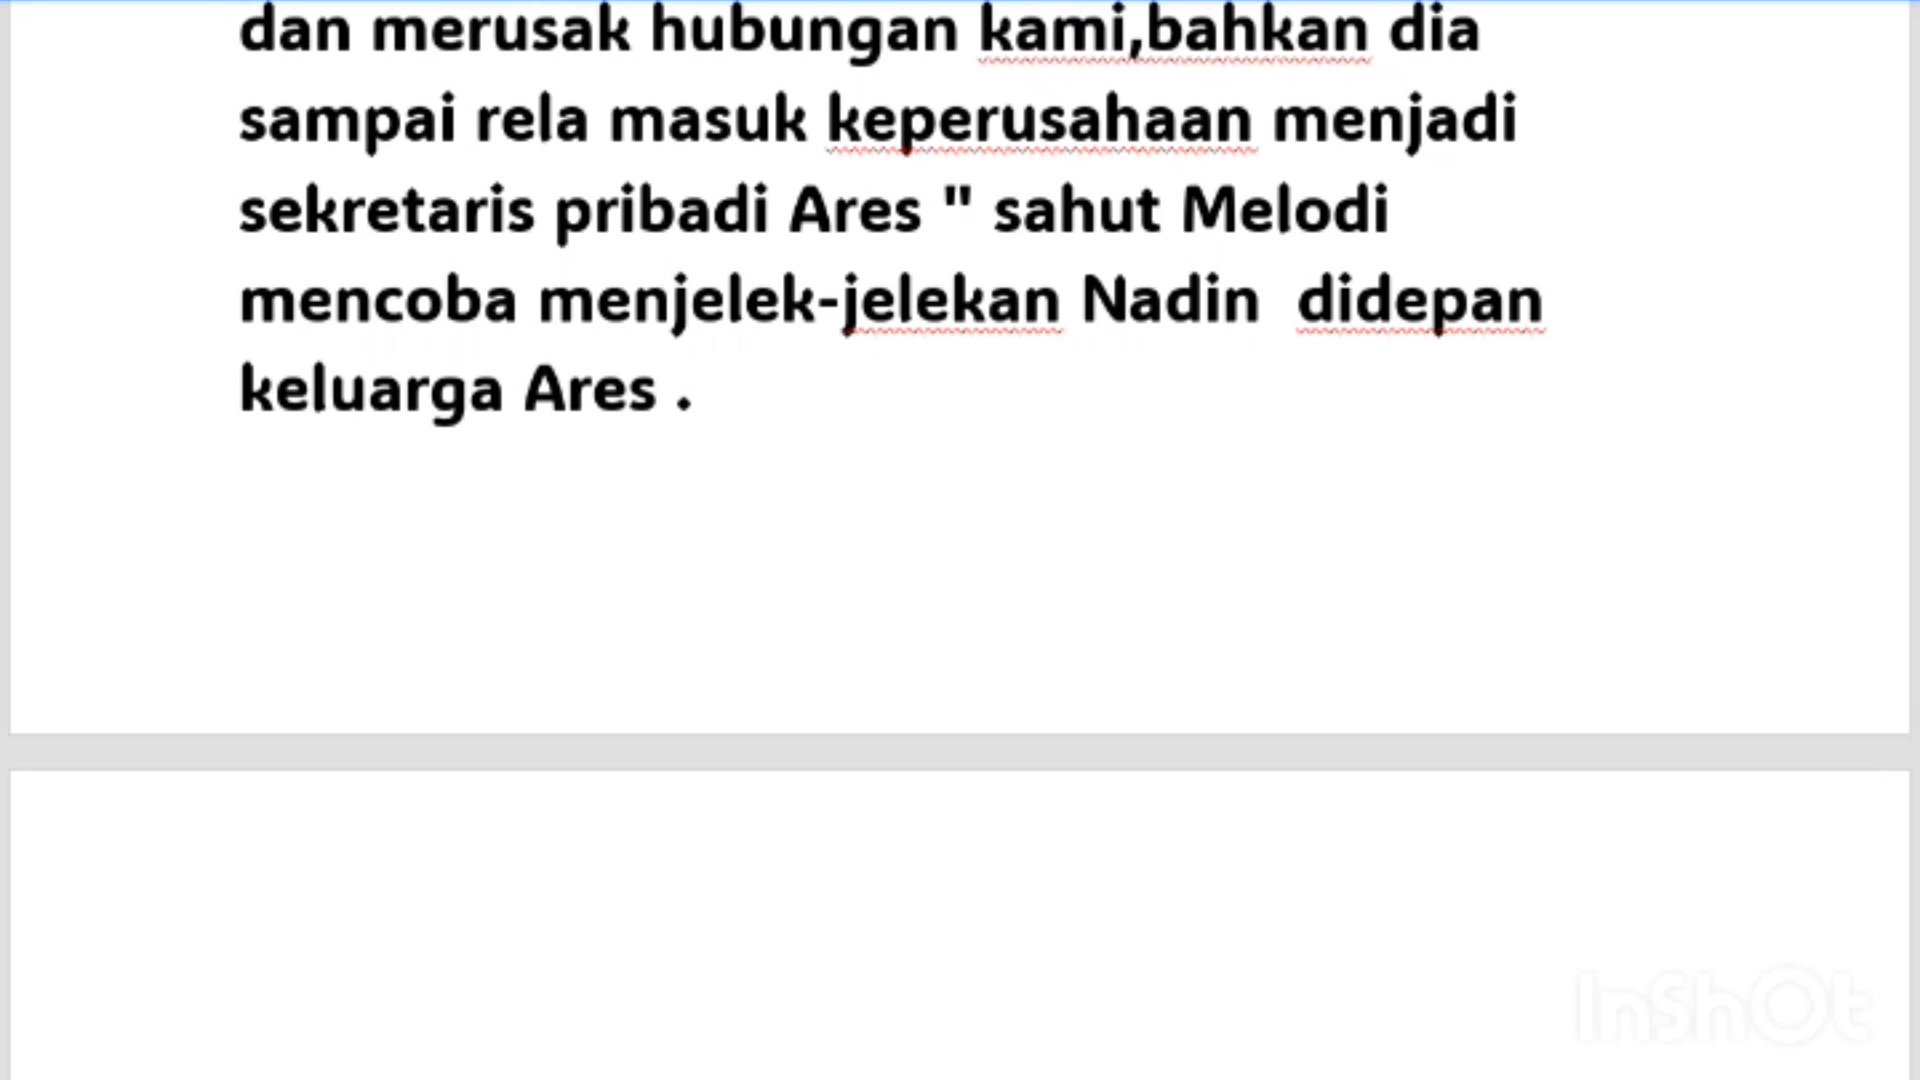 dan merusak hubungan kami,bahkan dia
sampai rela masuk keperusahaan menjadi
sekretaris pribadi Ares " sahut Melodi
mencoba menjelek-jelekan Nadin  didepan
keluarga Ares .
InShOt